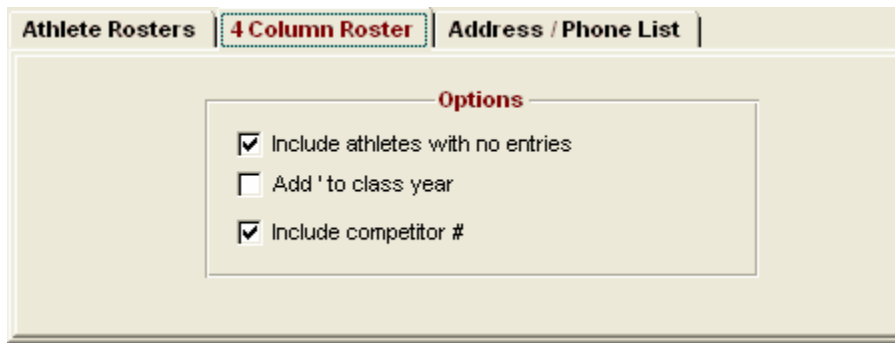 Athlete Rosters 4 Column Roster Address / Phone List
Options
Include athletes with no entries
Add ' to class year
Include competitor #